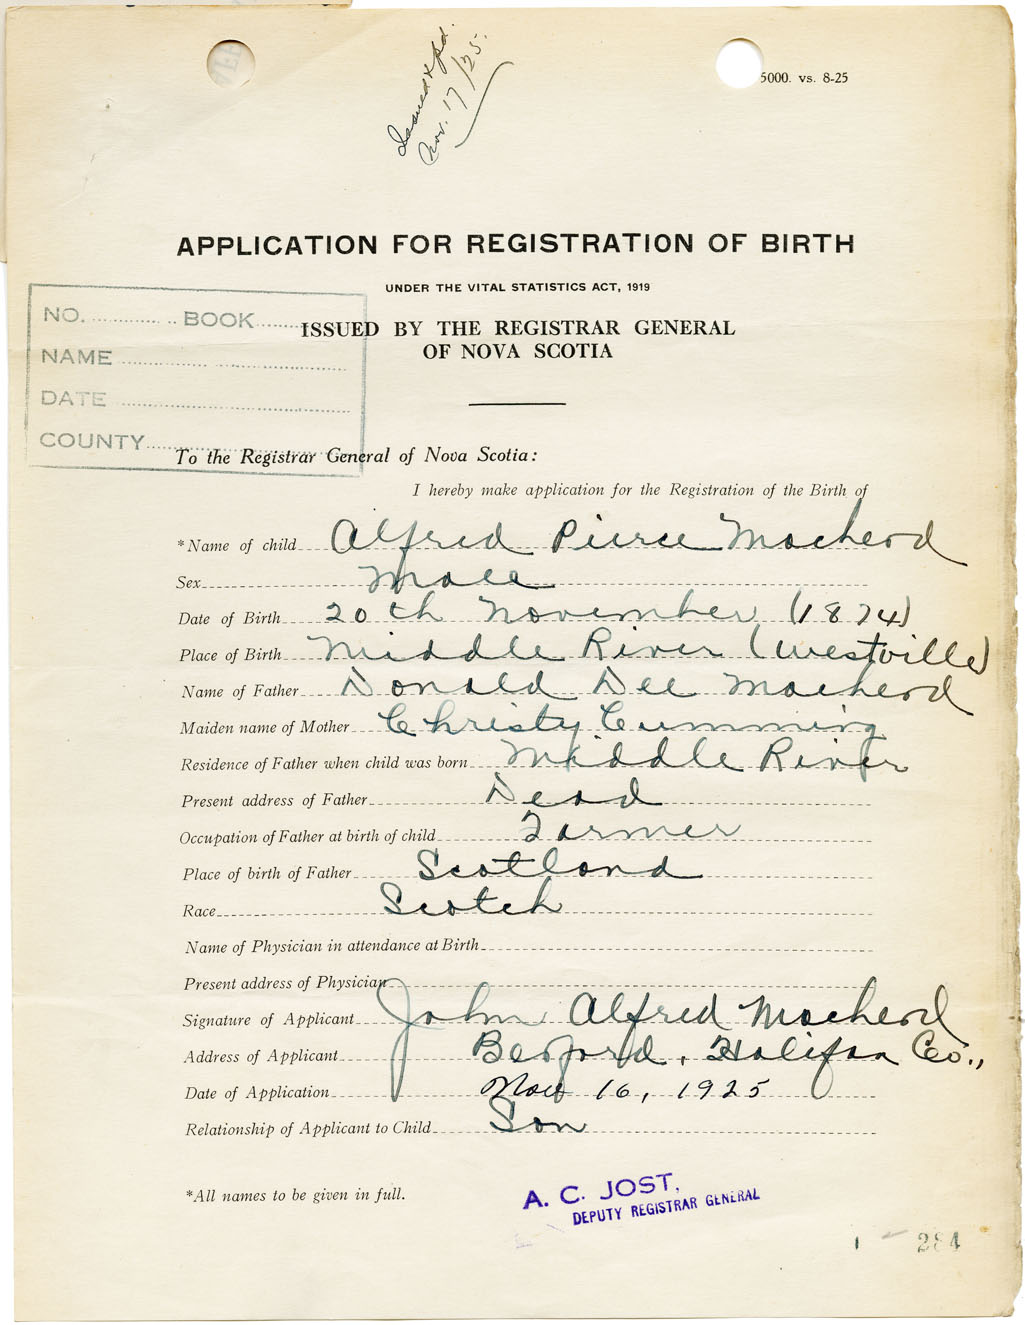 Issued & pd.
Nov. 17/25.
5000. vs. 8-25
APPLICATION FOR REGISTRATION OF BIRTH
UNDER THE VITAL STATISTICS ACT, 1919
ISSUED BY THE REGISTRAR GENERAL
OF NOVA SCOTIA
NO. BOOK
NAME
DATE
COUNTY
To the Registrar General of Nova Scotia:
I hereby make application for the Registration of the Birth of
*Name of child Alfred Pierce Macleod
Sex Male
Date of Birth 20th November (1874)
Place of Birth Middle River (Westville)
Name of Father Donald Dee Macleod
Maiden name of Mother Christy Cumming
Residence of Father when child was born Middle River
Present address of Father Dead
Occupation of Father at birth of child Farmer
Place of birth of Father Scotland
Race Scotch
Name of Physician in attendance at Birth
Present address of Physician
Signature of Applicant John Alfred Macleod
Address of Applicant Bedford, Halifax Co.,
Date of Application Nov 16, 1925
Relationship of Applicant to Child Son
*All names to be given in full.
A. C. JOST,
DEPUTY REGISTRAR GENERAL
284